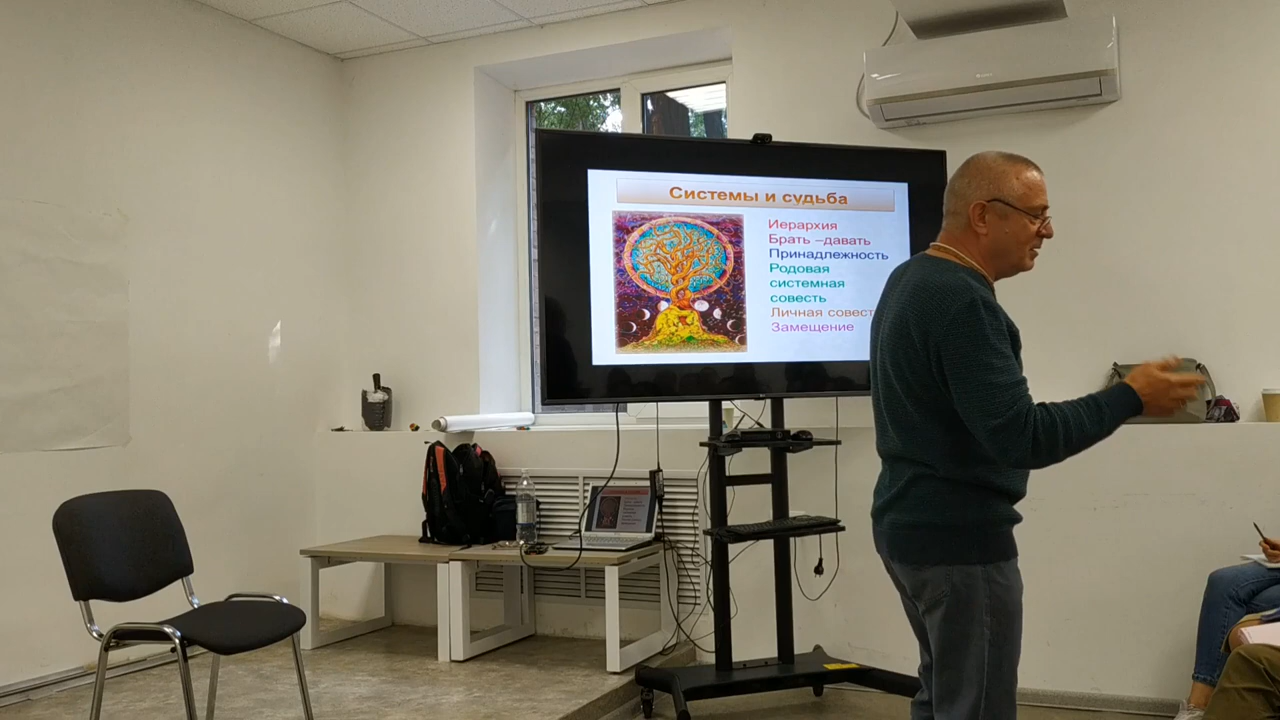 Системы и судьба
Иерархия
Брать –давать
Принадлежность
Родовая
системная
совесть
Личная совест
Замещение